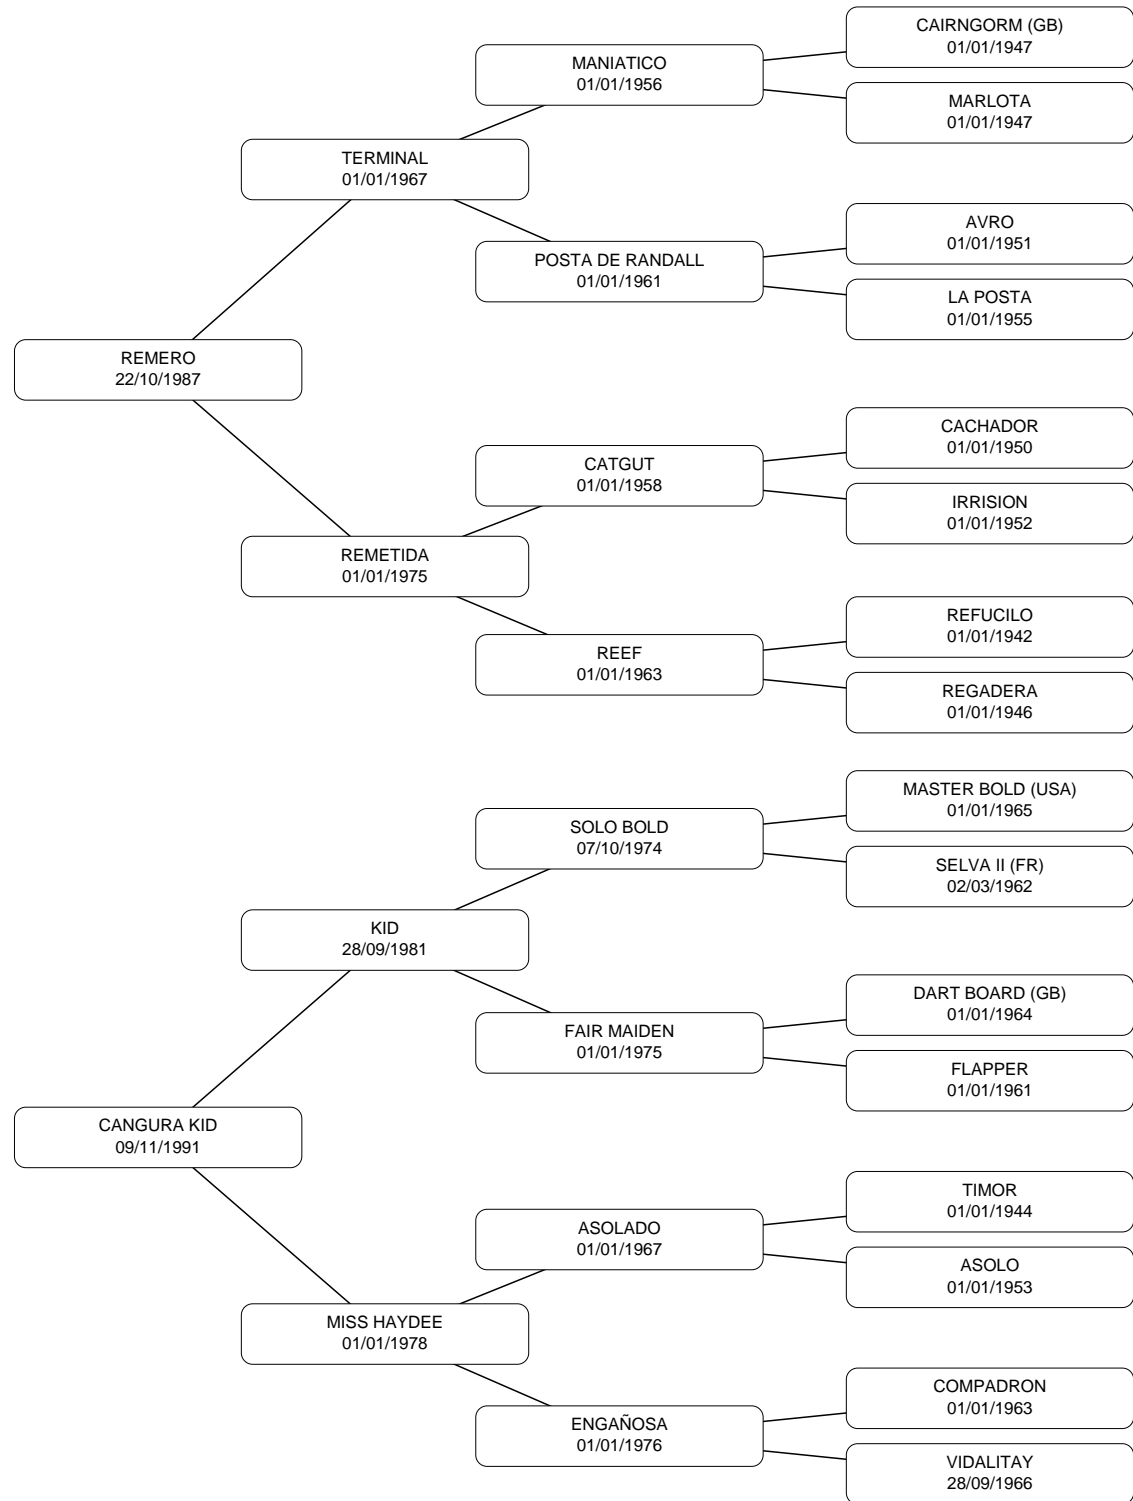 CAIRNGORM (GB)
01/01/1947
MANIATICO
01/01/1956
MARLOTA
01/01/1947
TERMINAL
01/01/1967
AVRO
01/01/1951
POSTA DE RANDALL
01/01/1961
LA POSTA
01/01/1955
REMERO
22/10/1987
CACHADOR
01/01/1950
CATGUT
01/01/1958
IRRISION
01/01/1952
REMETIDA
01/01/1975
REFUCILO
01/01/1942
REEF
01/01/1963
REGADERA
01/01/1946
MASTER BOLD (USA)
01/01/1965
SOLO BOLD
07/10/1974
SELVA II (FR)
02/03/1962
KID
28/09/1981
DART BOARD (GB)
01/01/1964
FAIR MAIDEN
01/01/1975
FLAPPER
01/01/1961
CANGURA KID
09/11/1991
TIMOR
01/01/1944
ASOLADO
01/01/1967
ASOLO
01/01/1953
MISS HAYDEE
01/01/1978
COMPADRON
01/01/1963
ENGAÑOSA
01/01/1976
VIDALITAY
28/09/1966